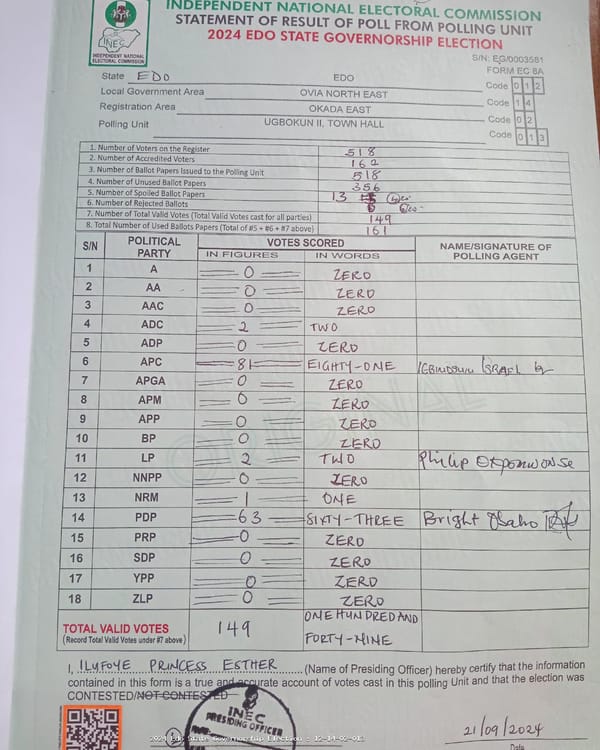 INDEPENDENT NATIONAL ELECTORAL COMMISSION
STATEMENT OF RESULT OF POLL FROM POLLING UNIT
2024 EDO STATE GOVERNORSHIP ELECTION
INEC
INDEPENDENT NATIONAL
ELECTORAL COMMISSION
S/N: EG/0003581
FORM EC 8A
State EDO EDO Code 0 1 2
Local Government Area OVIA NORTH EAST Code 1 4
Registration Area OKADA EAST Code 0 2
Polling Unit UGBOKUN II, TOWN HALL Code 0 1 3
1. Number of Voters on the Register 518
2. Number of Accredited Voters 162
3. Number of Ballot Papers Issued to the Polling Unit 518
4. Number of Unused Ballot Papers 356
5. Number of Spoiled Ballot Papers 13
6. Number of Rejected Ballots
7. Number of Total Valid Votes (Total Valid Votes cast for all parties) 149
8. Total Number of Used Ballots Papers (Total of #5 + #6 + #7 above) 161
S/N POLITICAL PARTY VOTES SCORED NAME/SIGNATURE OF POLLING AGENT
IN FIGURES IN WORDS
1 A 0 ZERO
2 AA 0 ZERO
3 AAC 0 ZERO
4 ADC 2 TWO
5 ADP 0 ZERO
6 APC 81 EIGHTY-ONE ISRAEL
7 APGA 0 ZERO
8 APM 0 ZERO
9 APP 0 ZERO
10 BP 0 ZERO
11 LP 2 TWO Philip
12 NNPP 0 ZERO
13 NRM 1 ONE
14 PDP 63 SIXTY-THREE Bright Osaho
15 PRP 0 ZERO
16 SDP 0 ZERO
17 YPP 0 ZERO
18 ZLP 0 ZERO
ORIGINAL
TOTAL VALID VOTES 149 ONE HUNDRED AND
(Record Total Valid Votes under #7 above) FORTY-NINE
I, ILUFOYE PRINCESS ESTHER (Name of Presiding Officer) hereby certify that the information
contained in this form is a true and accurate account of votes cast in this polling Unit and that the election was
CONTESTED/NOT CONTESTED
INEC
PRESIDING OFFICER
2024 Edo State Governorship Election - 12-14-02-013
21/09/2024
Date